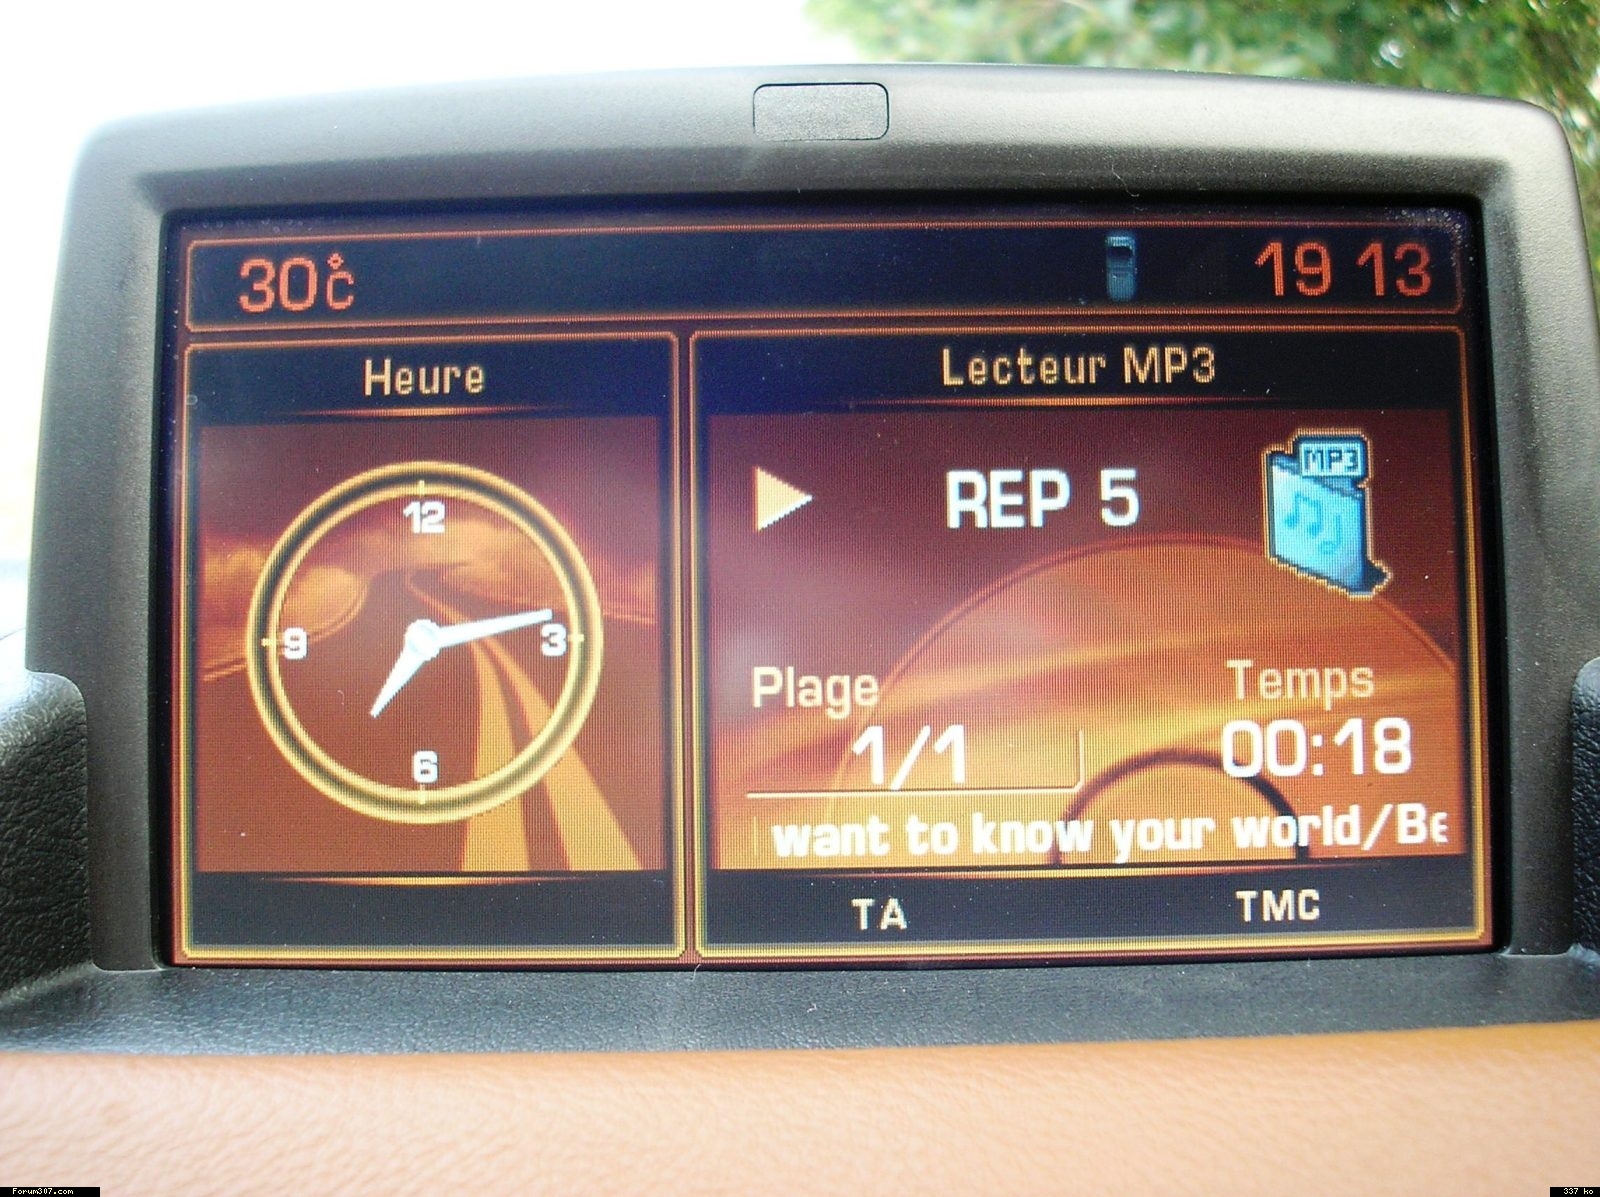 30°C
19 13
Heure
Lecteur MP3
12
9
3
6
REP 5
MP3
Plage
Temps
1/1
00:18
want to know your world/Be
TA
TMC
Forum307.com
337 ko